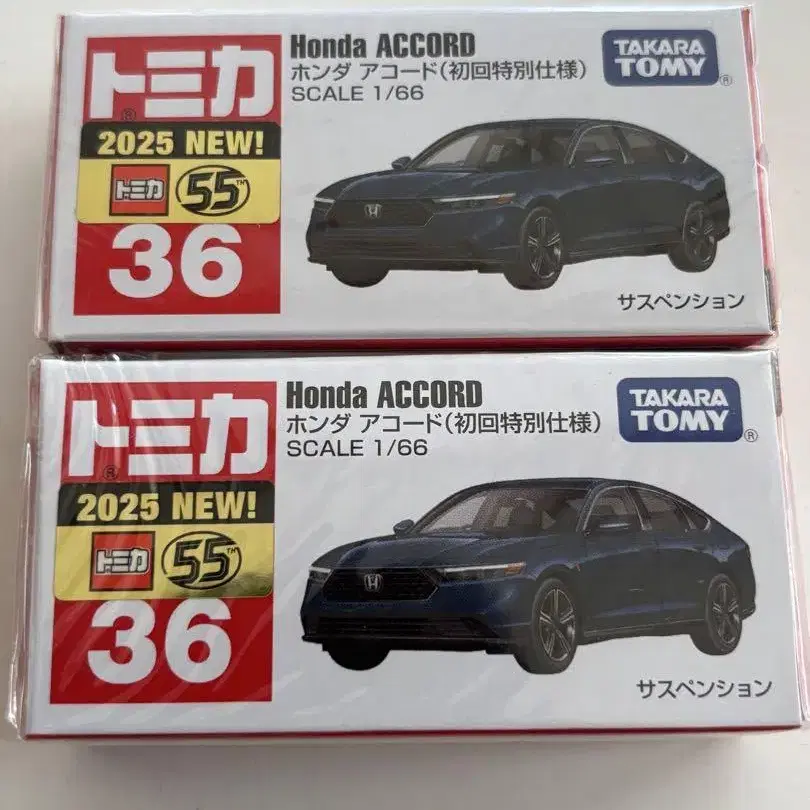 トミカ
®
2025 NEW!
トミカ 55™
36
Honda ACCORD
ホンダ アコード(初回特別仕様)
SCALE 1/66
TAKARA
TOMY®
サスペンション
トミカ
®
2025 NEW!
トミカ 55™
36
Honda ACCORD
ホンダ アコード(初回特別仕様)
SCALE 1/66
TAKARA
TOMY®
サスペンション